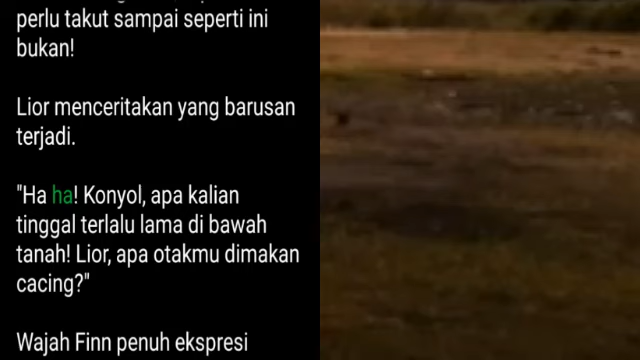 perlu takut sampai seperti ini
bukan!
Lior menceritakan yang barusan
terjadi.
"Ha ha! Konyol, apa kalian
tinggal terlalu lama di bawah
tanah! Lior, apa otakmu dimakan
cacing?"
Wajah Finn penuh ekspresi